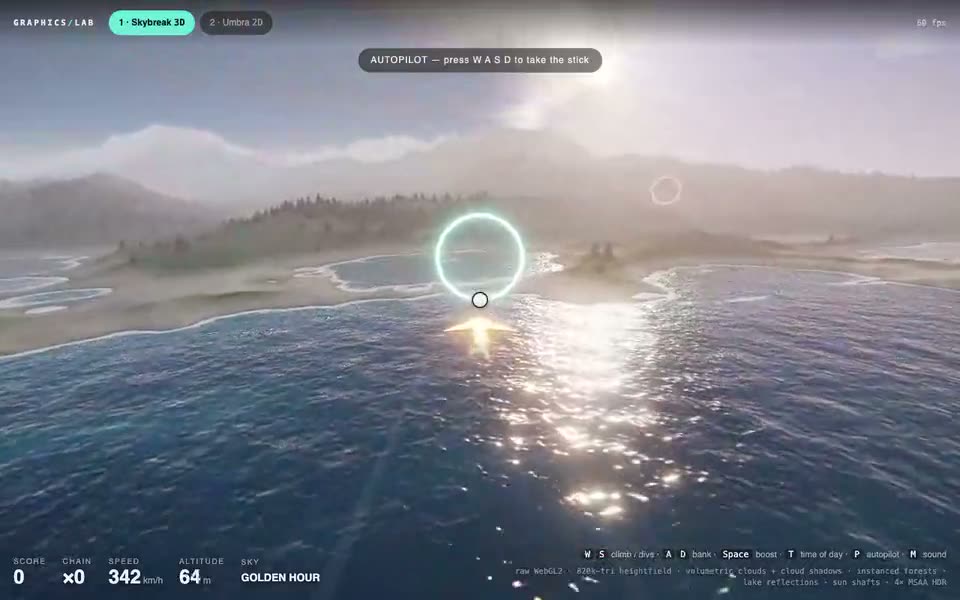 GRAPHICS/LAB
1 · Skybreak 3D
2 · Umbra 2D
60 fps
AUTOPILOT — press W A S D to take the stick
SCORE
0
CHAIN
×0
SPEED
342 km/h
ALTITUDE
64 m
SKY
GOLDEN HOUR
W S climb / dive · A D bank · Space boost · T time of day · P autopilot · M sound
raw WebGL2 · 820k-tri heightfield · volumetric clouds + cloud shadows · instanced forests ·
lake reflections · sun shafts · 4× MSAA HDR